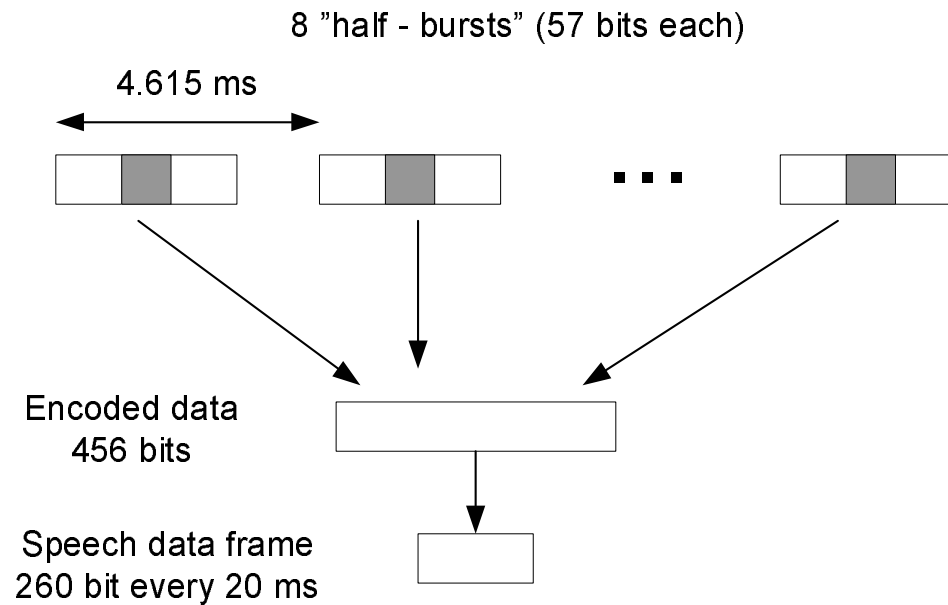 8 ”half - bursts” (57 bits each)
4.615 ms
Encoded data
456 bits
Speech data frame
260 bit every 20 ms